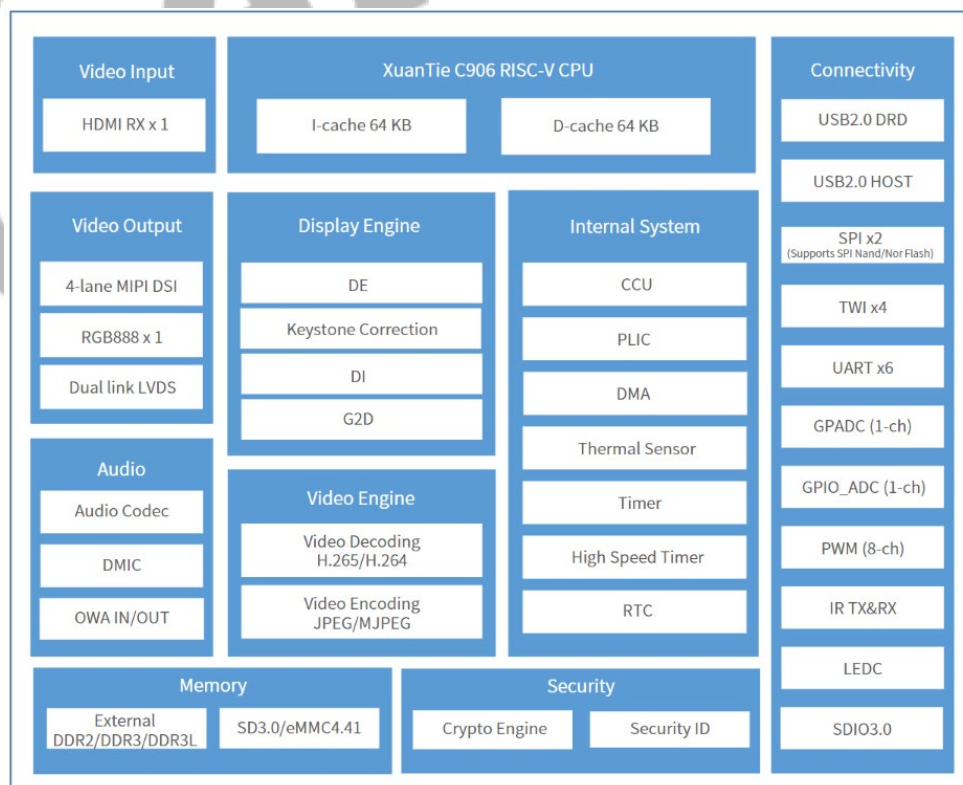 Video Input
HDMI RX x 1
XuanTie C906 RISC-V CPU
I-cache 64 KB
D-cache 64 KB
Connectivity
USB2.0 DRD
USB2.0 HOST
SPI x2
(Supports SPI Nand/Nor Flash)
TWI x4
UART x6
GPADC (1-ch)
GPIO_ADC (1-ch)
PWM (8-ch)
IR TX&RX
LEDC
SDIO3.0
Video Output
4-lane MIPI DSI
RGB888 x 1
Dual link LVDS
Display Engine
DE
Keystone Correction
DI
G2D
Internal System
CCU
PLIC
DMA
Thermal Sensor
Timer
High Speed Timer
RTC
Audio
Audio Codec
DMIC
OWA IN/OUT
Video Engine
Video Decoding
H.265/H.264
Video Encoding
JPEG/MJPEG
Memory
External
DDR2/DDR3/DDR3L
SD3.0/eMMC4.41
Security
Crypto Engine
Security ID